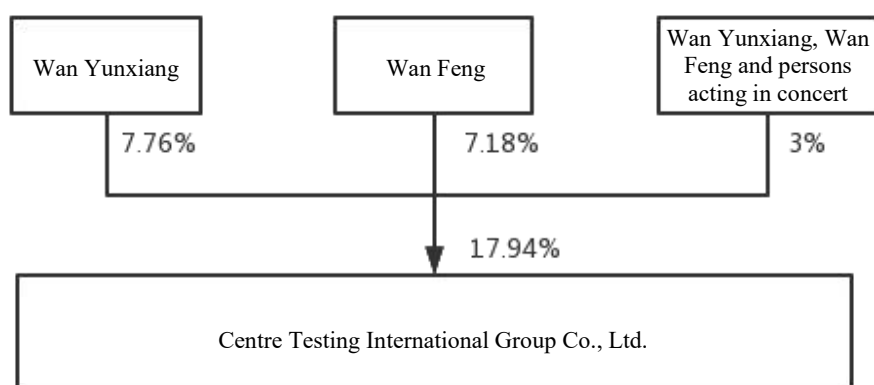 Wan Yunxiang
Wan Feng
Wan Yunxiang, Wan
Feng and persons
acting in concert
7.76%
7.18%
3%
17.94%
Centre Testing International Group Co., Ltd.